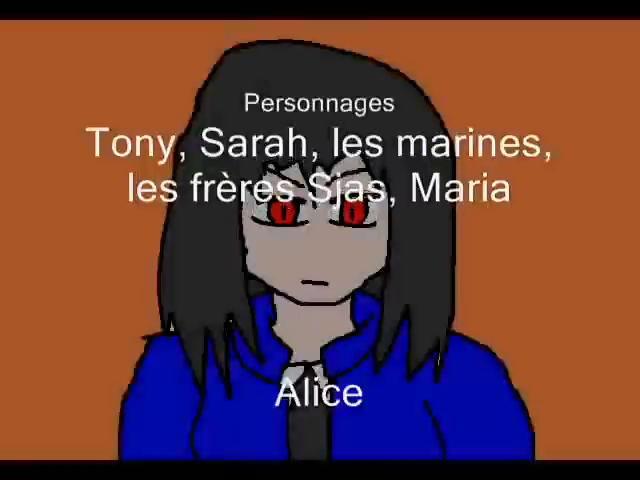 Personnages
Tony, Sarah, les marines,
les frères Sjas, Maria
Alice